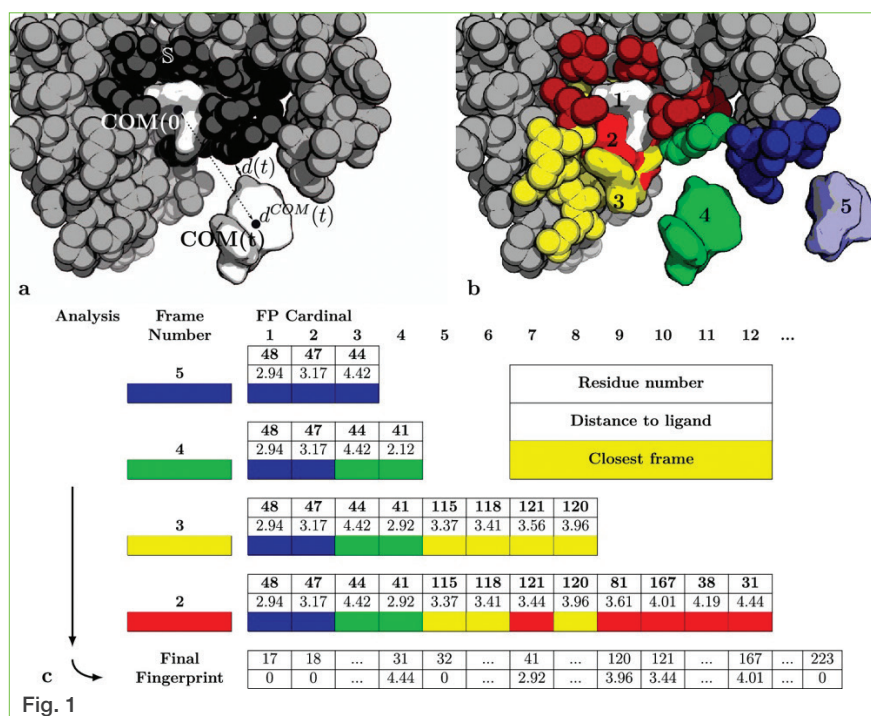 𝕊
COM(0)
d(t)
d^COM(t)
COM(t)
a
1
2
3
4
5
b
Analysis Frame Number FP Cardinal
1 2 3 4 5 6 7 8 9 10 11 12 ...
5
48 47 44
2.94 3.17 4.42
Residue number
Distance to ligand
Closest frame
4
48 47 44 41
2.94 3.17 4.42 2.12
3
48 47 44 41 115 118 121 120
2.94 3.17 4.42 2.92 3.37 3.41 3.56 3.96
2
48 47 44 41 115 118 121 120 81 167 38 31
2.94 3.17 4.42 2.92 3.37 3.41 3.44 3.96 3.61 4.01 4.19 4.44
c
Final Fingerprint
17 18 ... 31 32 ... 41 ... 120 121 ... 167 ... 223
0 0 ... 4.44 0 ... 2.92 ... 3.96 3.44 ... 4.01 ... 0
Fig. 1